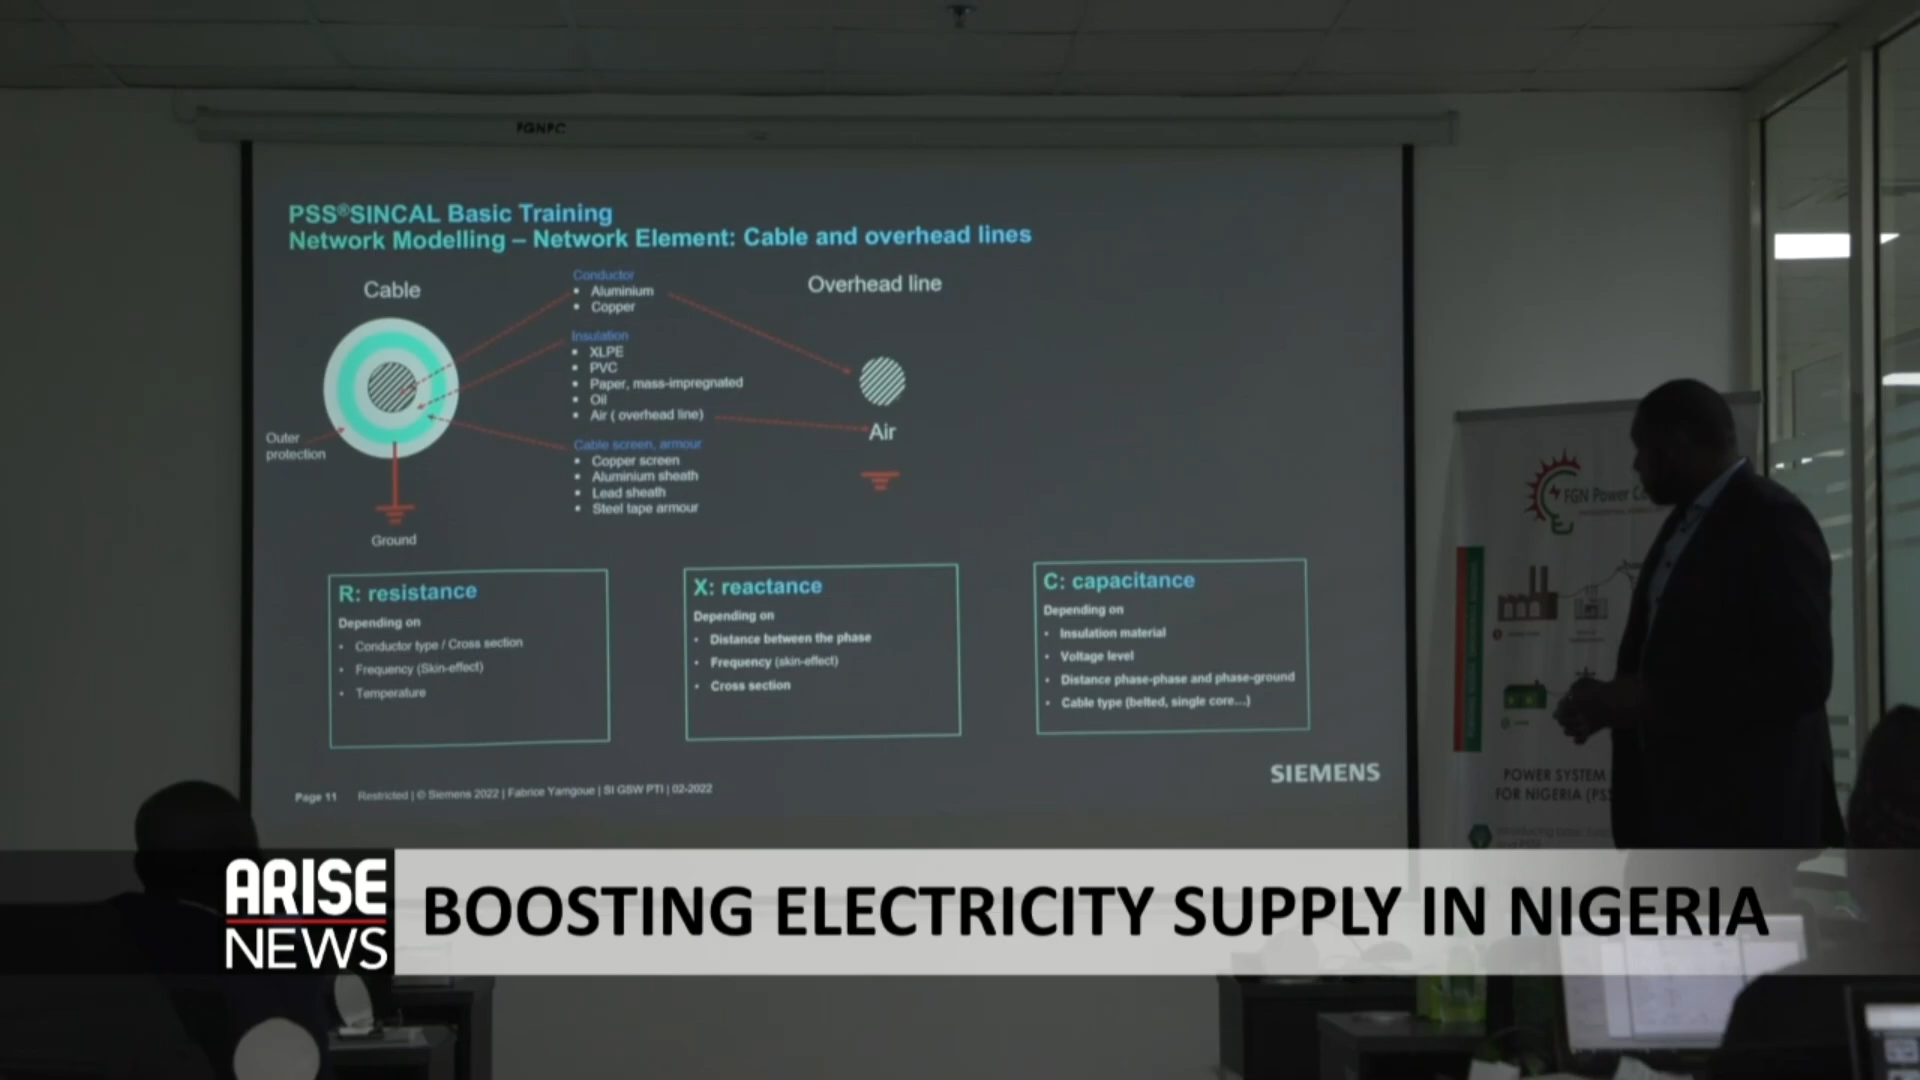 FGNPC
PSS®SINCAL Basic Training
Network Modelling – Network Element: Cable and overhead lines
Cable
Conductor
Aluminium
Copper
Insulation
XLPE
PVC
Paper, mass-impregnated
Oil
Air ( overhead line)
Cable screen, armour
Copper screen
Aluminium sheath
Lead sheath
Steel tape armour
Overhead line
Air
Outer
protection
Ground
R: resistance
Depending on
Conductor type / Cross section
Frequency (Skin-effect)
Temperature
X: reactance
Depending on
Distance between the phase
Frequency (skin-effect)
Cross section
C: capacitance
Depending on
Insulation material
Voltage level
Distance phase-phase and phase-ground
Cable type (belted, single core...)
SIEMENS
Page 11 Restricted | © Siemens 2022 | Fabrice Yamgoue | SI GSW PTI | 02-2022
FGN Power
POWER SYSTEM
FOR NIGERIA
ARISE
NEWS
BOOSTING ELECTRICITY SUPPLY IN NIGERIA